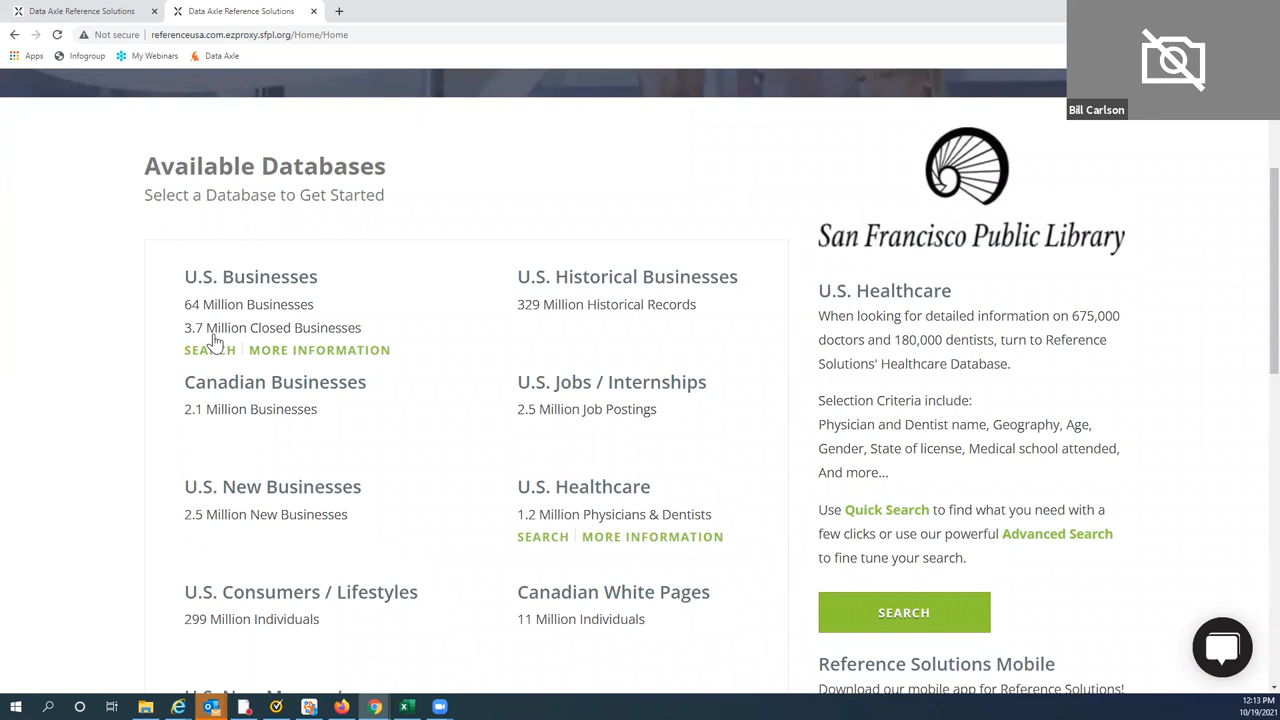 Data Axle Reference Solutions
Data Axle Reference Solutions
Not secure
referenceusa.com.ezproxy.sfpl.org/Home/Home
Apps
Infogroup
My Webinars
Data Axle
Bill Carlson
Available Databases
Select a Database to Get Started
U.S. Businesses
64 Million Businesses
3.7 Million Closed Businesses
SEARCH | MORE INFORMATION
U.S. Historical Businesses
329 Million Historical Records
Canadian Businesses
2.1 Million Businesses
U.S. Jobs / Internships
2.5 Million Job Postings
U.S. New Businesses
2.5 Million New Businesses
U.S. Healthcare
1.2 Million Physicians & Dentists
SEARCH | MORE INFORMATION
U.S. Consumers / Lifestyles
299 Million Individuals
Canadian White Pages
11 Million Individuals
San Francisco Public Library
U.S. Healthcare
When looking for detailed information on 675,000
doctors and 180,000 dentists, turn to Reference
Solutions' Healthcare Database.
Selection Criteria include:
Physician and Dentist name, Geography, Age,
Gender, State of license, Medical school attended,
And more...
Use Quick Search to find what you need with a
few clicks or use our powerful Advanced Search
to fine tune your search.
SEARCH
Reference Solutions Mobile
Download our mobile app for Reference Solutions!
12:13 PM
10/19/2021